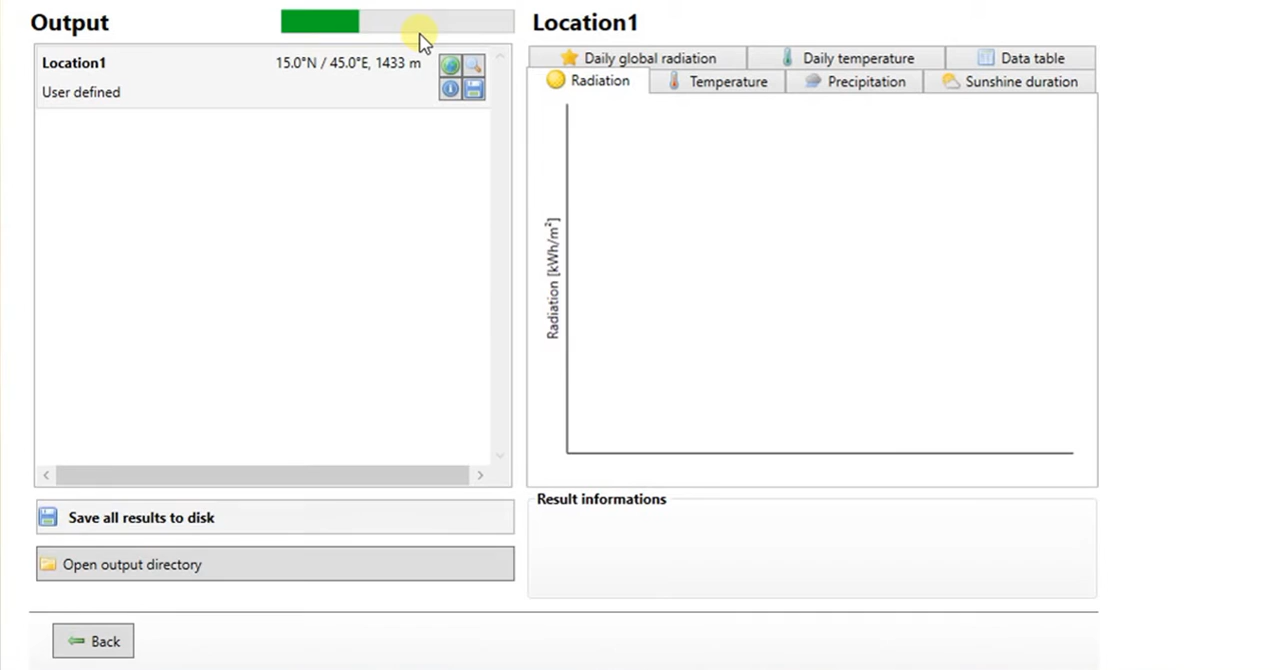 Output
Location1
15.0°N / 45.0°E, 1433 m
User defined
Save all results to disk
Open output directory
Back
Location1
Daily global radiation
Daily temperature
Data table
Radiation
Temperature
Precipitation
Sunshine duration
Radiation [kWh/m²]
Result informations